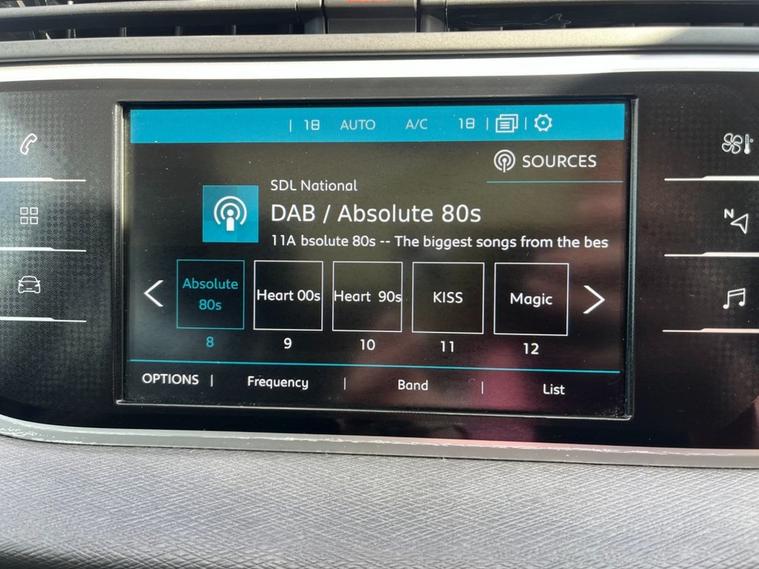 | 18 AUTO A/C 18 | |
SOURCES
SDL National
DAB / Absolute 80s
11A bsolute 80s -- The biggest songs from the bes
Absolute 80s
Heart 00s
Heart 90s
KISS
Magic
8 9 10 11 12
OPTIONS | Frequency | Band | List
N